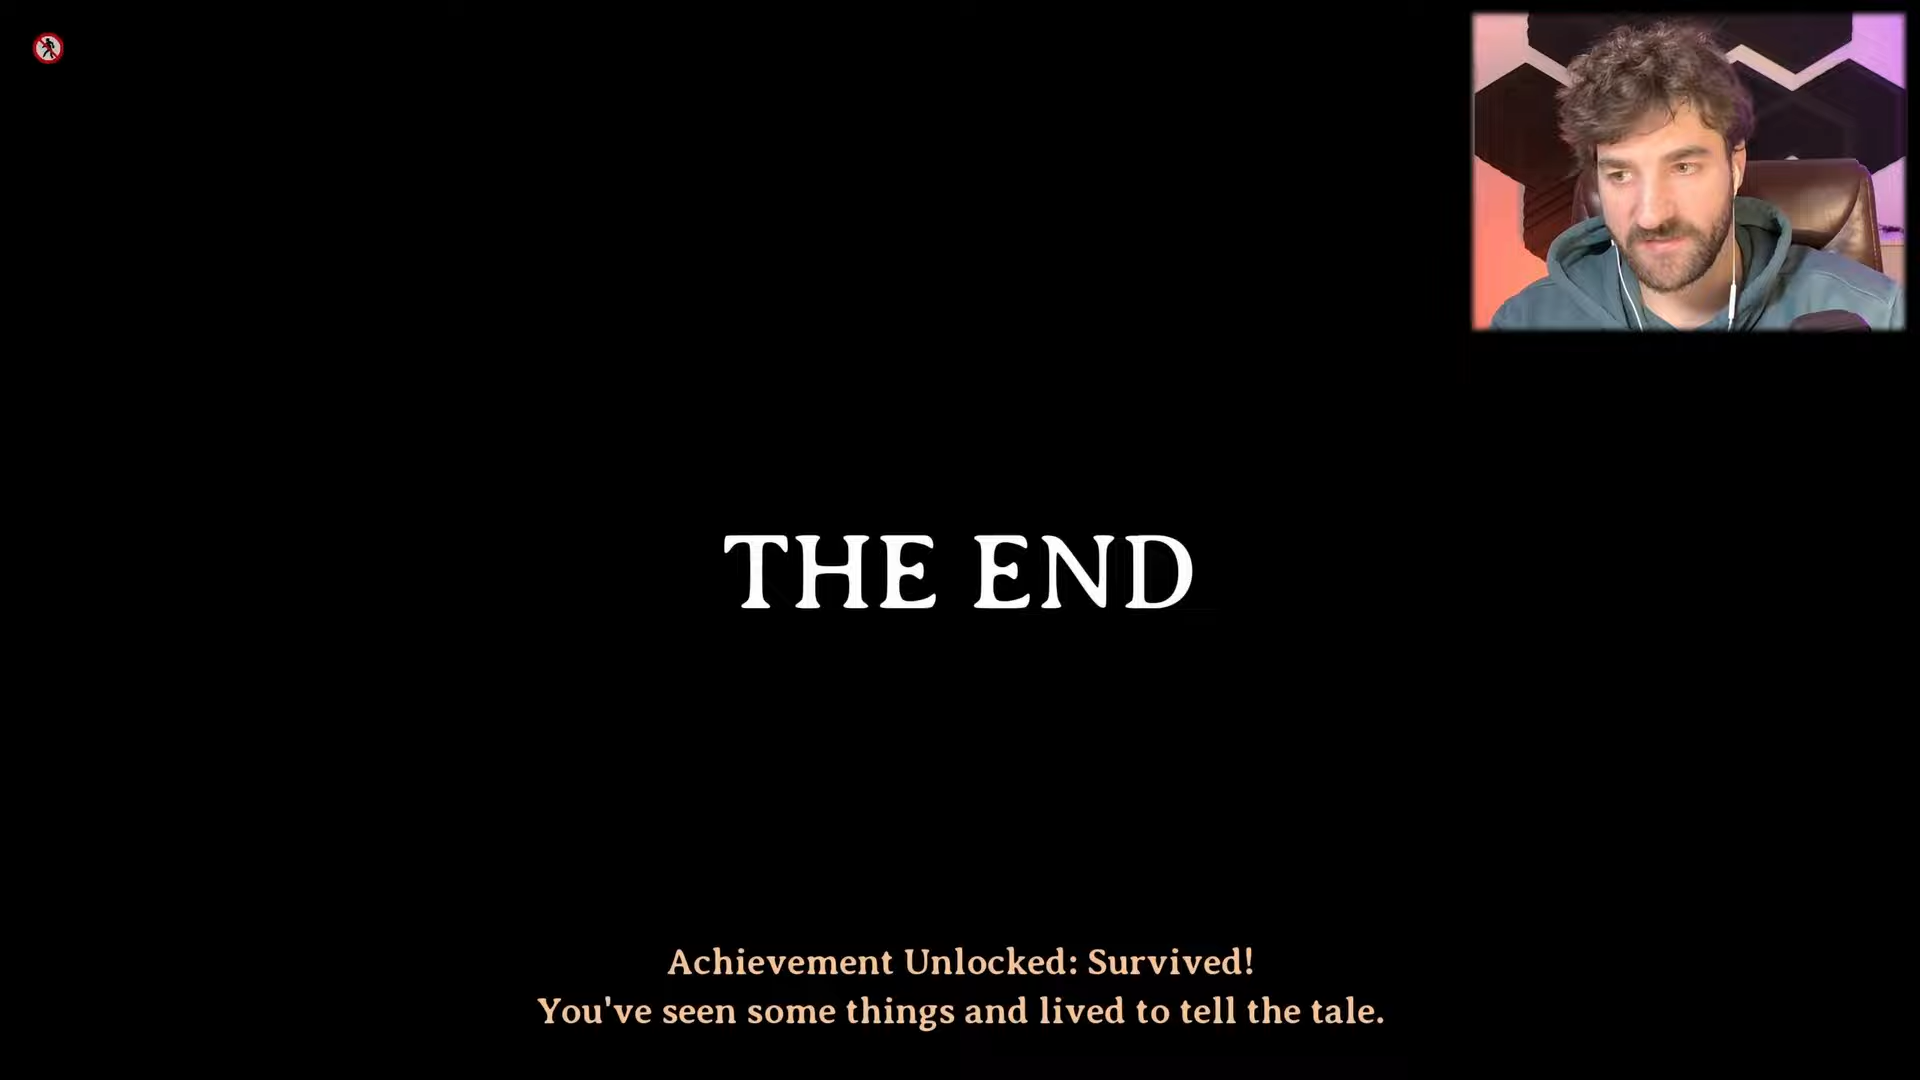 THE END
Achievement Unlocked: Survived!
You've seen some things and lived to tell the tale.